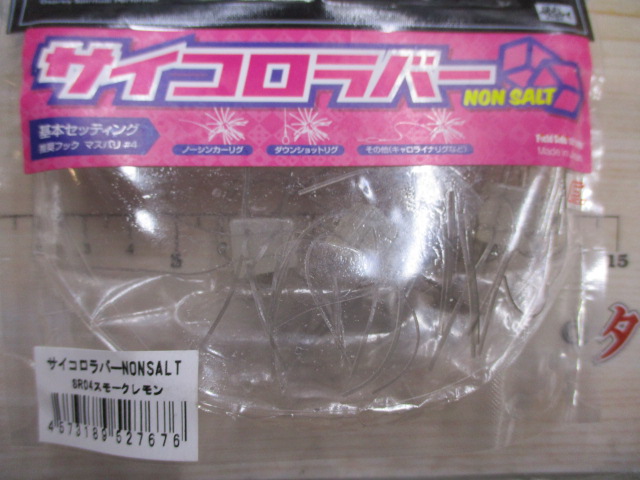 サイコロラバー
NON SALT
基本セッティング
ノーシンカーリグ
ダウンショットリグ
その他(キャロライナリグなど)
推奨フック マスバリ #4
3
4
5
15
タ
サイコロラバーNONSALT
SR04スモークレモン
4573189527676